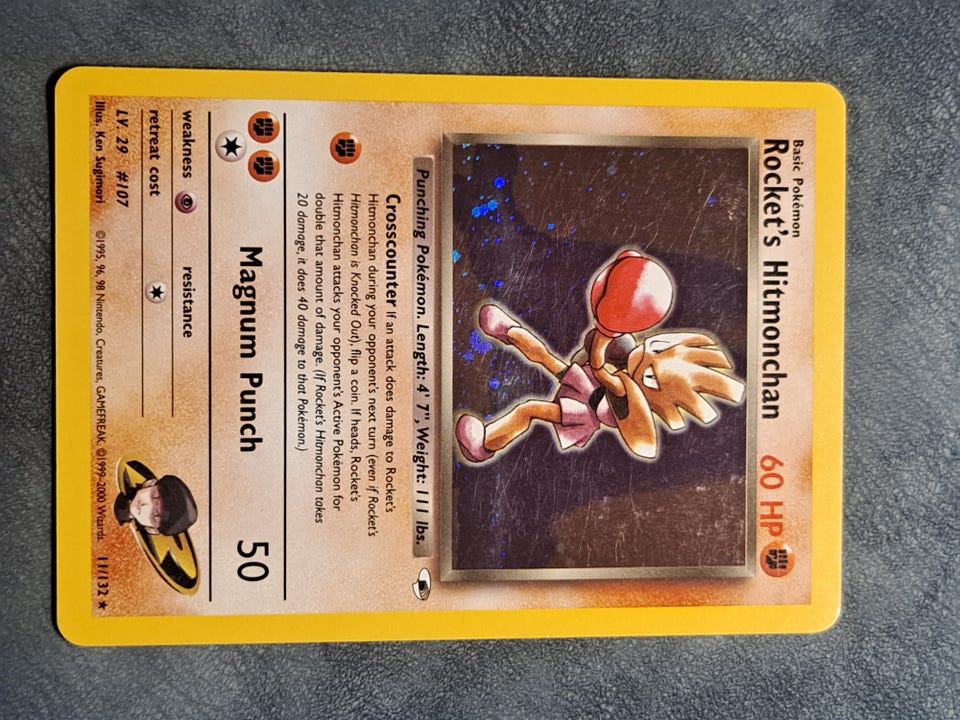 Basic Pokémon
Rocket's Hitmonchan 60 HP
Punching Pokémon. Length: 4' 7", Weight: 111 lbs.
Crosscounter If an attack does damage to Rocket's
Hitmonchan during your opponent's next turn (even if Rocket's
Hitmonchan is Knocked Out), flip a coin. If heads, Rocket's
Hitmonchan attacks your opponent's Active Pokémon for
double that amount of damage. (If Rocket's Hitmonchan takes
20 damage, it does 40 damage to that Pokémon.)
Magnum Punch 50
weakness resistance
retreat cost
LV. 29 #107
Illus. Ken Sugimori ©1995, 96, 98 Nintendo, Creatures, GAMEFREAK. ©1999-2000 Wizards. 11/132 ★